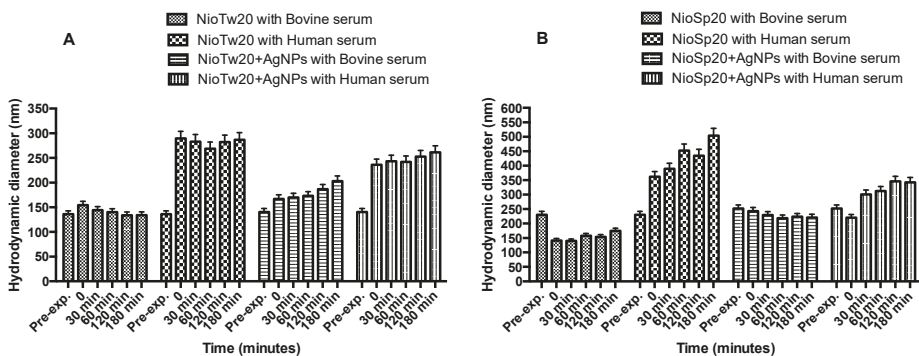 NioTw20 with Bovine serum
NioTw20 with Human serum
NioTw20+AgNPs with Bovine serum
NioTw20+AgNPs with Human serum
A
Hydrodynamic diameter (nm)
350
300
250
200
150
100
50
0
Pre-exp. 0 30 min 60 min 120 min 180 min Pre-exp. 0 30 min 60 min 120 min 180 min Pre-exp. 0 30 min 60 min 120 min 180 min Pre-exp. 0 30 min 60 min 120 min 180 min
Time (minutes)
NioSp20 with Bovine serum
NioSp20 with Human serum
NioSp20+AgNPs with Bovine serum
NioSp20+AgNPs with Human serum
B
Hydrodynamic diameter (nm)
600
550
500
450
400
350
300
250
200
150
100
50
0
Pre-exp. 0 30 min 60 min 120 min 180 min Pre-exp. 0 30 min 60 min 120 min 180 min Pre-exp. 0 30 min 60 min 120 min 180 min Pre-exp. 0 30 min 60 min 120 min 180 min
Time (minutes)